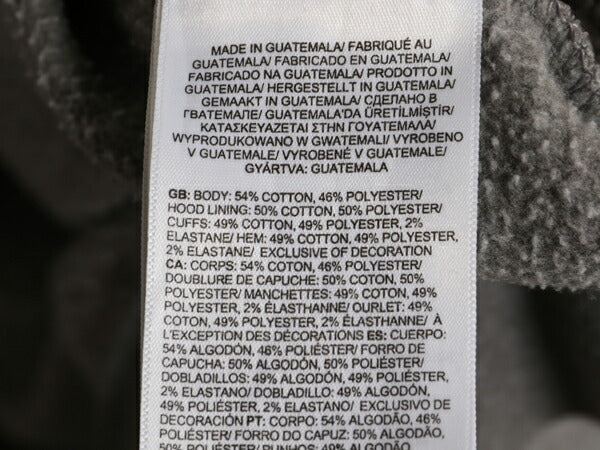 MADE IN GUATEMALA/ FABRIQUÉ AU
GUATEMALA/ FABRICADO EN GUATEMALA/
FABRICADO NA GUATEMALA/ PRODOTTO IN
GUATEMALA/ HERGESTELLT IN GUATEMALA/
GEMAAKT IN GUATEMALA/ СДЕЛАНО В
ГВАТЕМАЛЕ/ GUATEMALA'DA ÜRETİLMİŞTİR/
ΚΑΤΑΣΚΕΥΑΖΕΤΑΙ ΣΤΗΝ ΓΟΥΑΤΕΜΑΛΑ/
WYPRODUKOWANO W GWATEMALI/ VYROBENO
V GUATEMALE/ VYROBENÉ V GUATEMALE/
GYÁRTVA: GUATEMALA
GB: BODY: 54% COTTON, 46% POLYESTER/
HOOD LINING: 50% COTTON, 50% POLYESTER/
CUFFS: 49% COTTON, 49% POLYESTER, 2%
ELASTANE/ HEM: 49% COTTON, 49% POLYESTER,
2% ELASTANE/ EXCLUSIVE OF DECORATION
CA: CORPS: 54% COTON, 46% POLYESTER/
DOUBLURE DE CAPUCHE: 50% COTON, 50%
POLYESTER/ MANCHETTES: 49% COTON, 49%
POLYESTER, 2% ÉLASTHANNE/ OURLET: 49%
COTON, 49% POLYESTER, 2% ÉLASTHANNE/ À
L'EXCEPTION DES DÉCORATIONS ES: CUERPO:
54% ALGODÓN, 46% POLIÉSTER/ FORRO DE
CAPUCHA: 50% ALGODÓN, 50% POLIÉSTER/
DOBLADILLOS: 49% ALGODÓN, 49% POLIÉSTER,
2% ELASTANO/ DOBLADILLO: 49% ALGODÓN,
49% POLIÉSTER, 2% ELASTANO/ EXCLUSIVO DE
DECORACIÓN PT: CORPO: 54% ALGODÃO, 46%
POLIÉSTER/ FORRO DO CAPUZ: 50% ALGODÃO,
50% POLIÉSTER/ PUNHOS: 49% ALGODÃO,